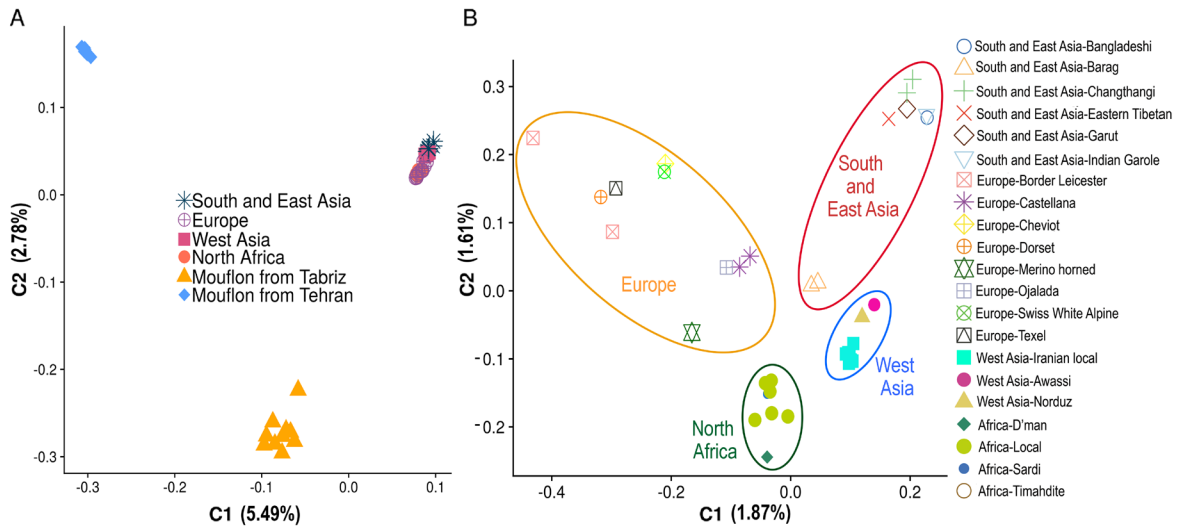 A
0.1
0.0
-0.1
-0.2
-0.3
C2 (2.78%)
-0.3
-0.2
-0.1
0.0
0.1
C1 (5.49%)
South and East Asia
Europe
West Asia
North Africa
Mouflon from Tabriz
Mouflon from Tehran
B
0.3
0.2
0.1
0.0
-0.1
-0.2
C2 (1.61%)
-0.4
-0.2
0.0
0.2
C1 (1.87%)
Europe
South
and
East Asia
West
Asia
North
Africa
South and East Asia-Bangladeshi
South and East Asia-Barag
South and East Asia-Changthangi
South and East Asia-Eastern Tibetan
South and East Asia-Garut
South and East Asia-Indian Garole
Europe-Border Leicester
Europe-Castellana
Europe-Cheviot
Europe-Dorset
Europe-Merino horned
Europe-Ojalada
Europe-Swiss White Alpine
Europe-Texel
West Asia-Iranian local
West Asia-Awassi
West Asia-Norduz
Africa-D'man
Africa-Local
Africa-Sardi
Africa-Timahdite